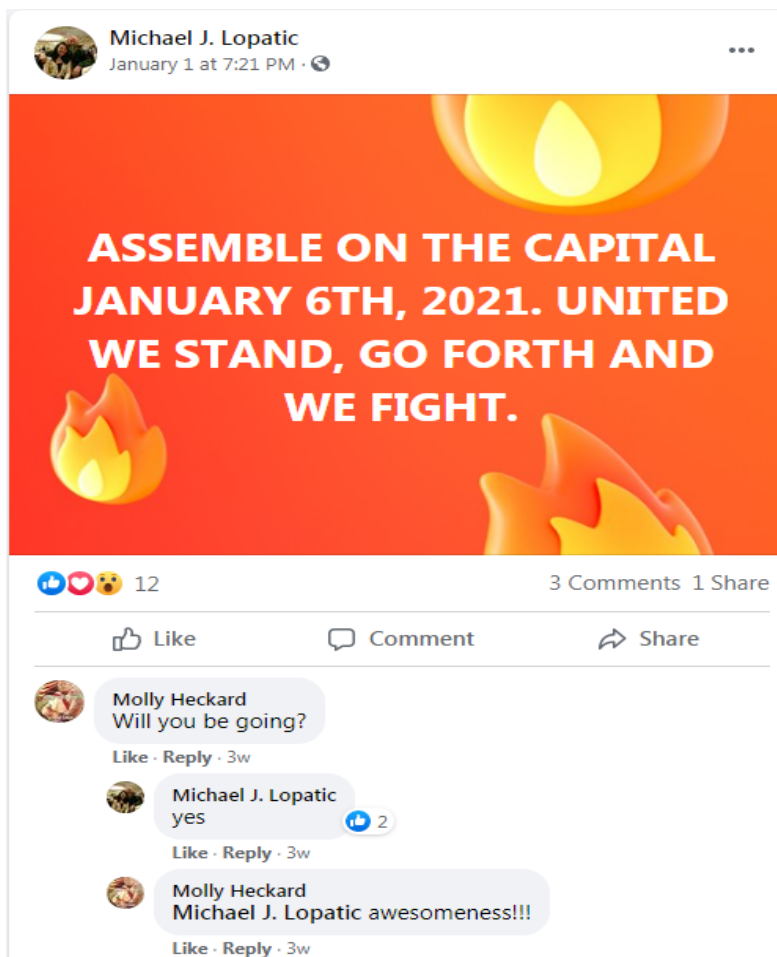 Michael J. Lopatic
January 1 at 7:21 PM ·
ASSEMBLE ON THE CAPITAL
JANUARY 6TH, 2021. UNITED
WE STAND, GO FORTH AND
WE FIGHT.
12
3 Comments 1 Share
Like Comment Share
Molly Heckard
Will you be going?
Like · Reply · 3w
Michael J. Lopatic
yes
2
Like · Reply · 3w
Molly Heckard
Michael J. Lopatic awesomeness!!!
Like · Reply · 3w